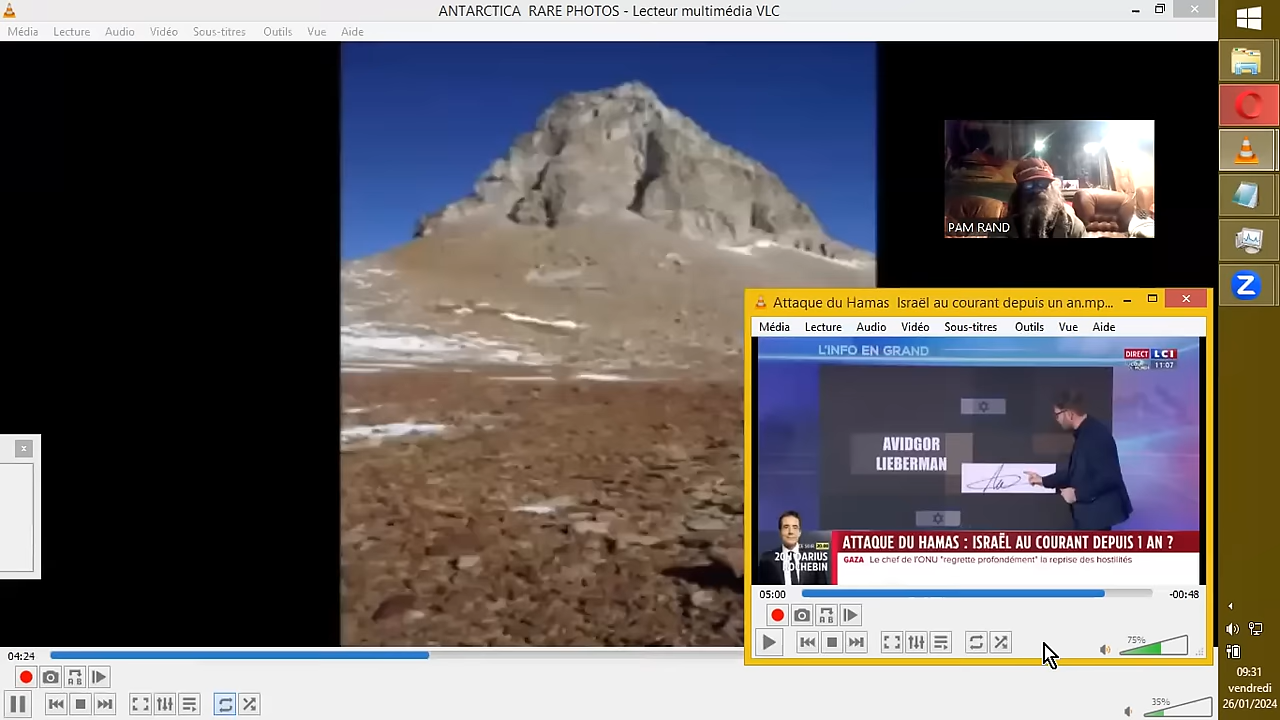 ANTARCTICA  RARE PHOTOS - Lecteur multimédia VLC
Média Lecture Audio Vidéo Sous-titres Outils Vue Aide
PAM RAND
Attaque du Hamas  Israël au courant depuis un an.mp...
Média Lecture Audio Vidéo Sous-titres Outils Vue Aide
L'INFO EN GRAND
DIRECT LCI
11:07
AVIDGOR
LIEBERMAN
ATTAQUE DU HAMAS : ISRAËL AU COURANT DEPUIS 1 AN ?
GAZA Le chef de l'ONU "regrette profondément" la reprise des hostilités
05:00
-00:48
75%
04:24
35%
09:31
vendredi
26/01/2024